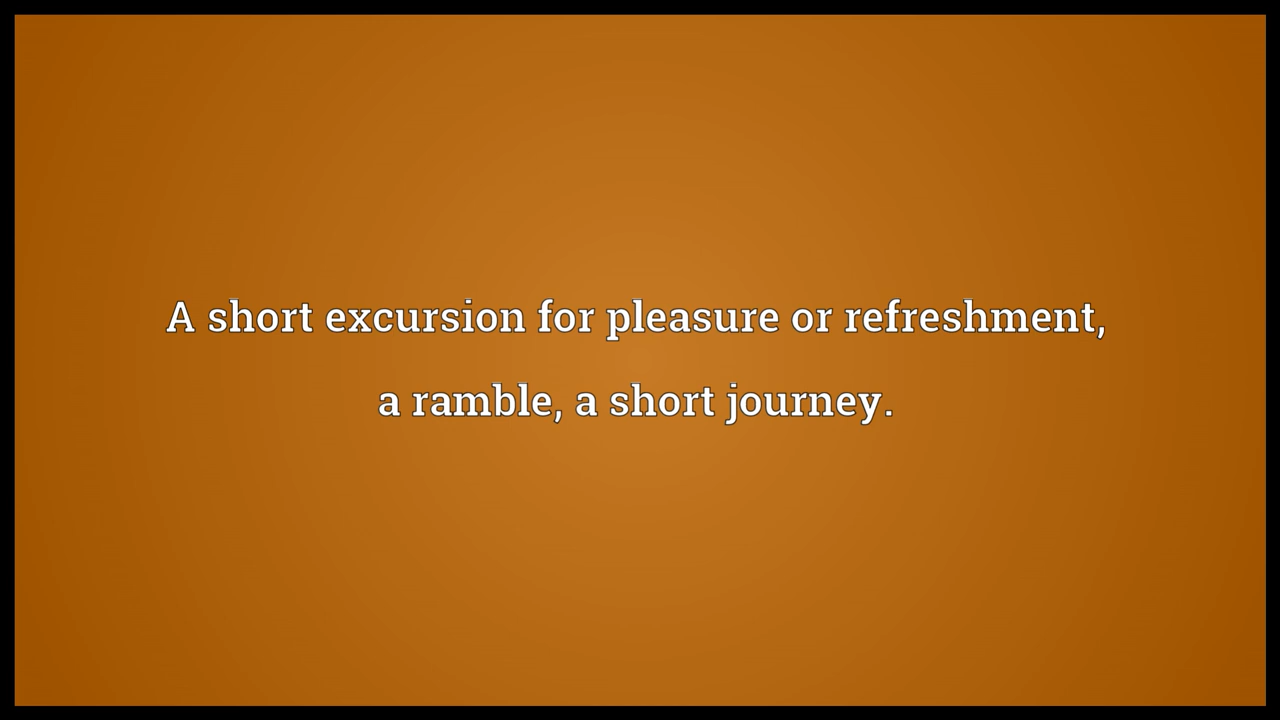 A short excursion for pleasure or refreshment,
a ramble, a short journey.